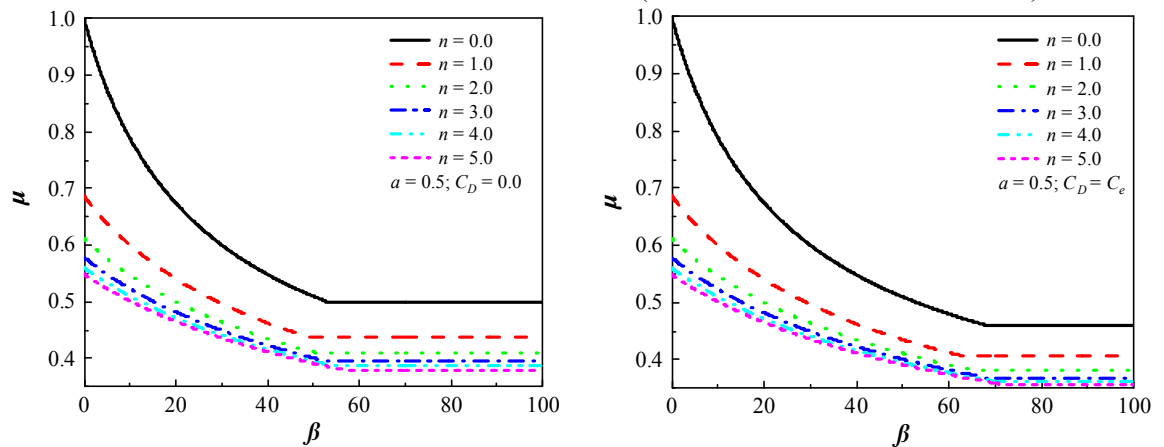 1.0
0.9
0.8
0.7
0.6
0.5
0.4
μ
0
20
40
60
80
100
β
n = 0.0
n = 1.0
n = 2.0
n = 3.0
n = 4.0
n = 5.0
a = 0.5; C_D = 0.0
1.0
0.9
0.8
0.7
0.6
0.5
0.4
μ
0
20
40
60
80
100
β
n = 0.0
n = 1.0
n = 2.0
n = 3.0
n = 4.0
n = 5.0
a = 0.5; C_D = C_e